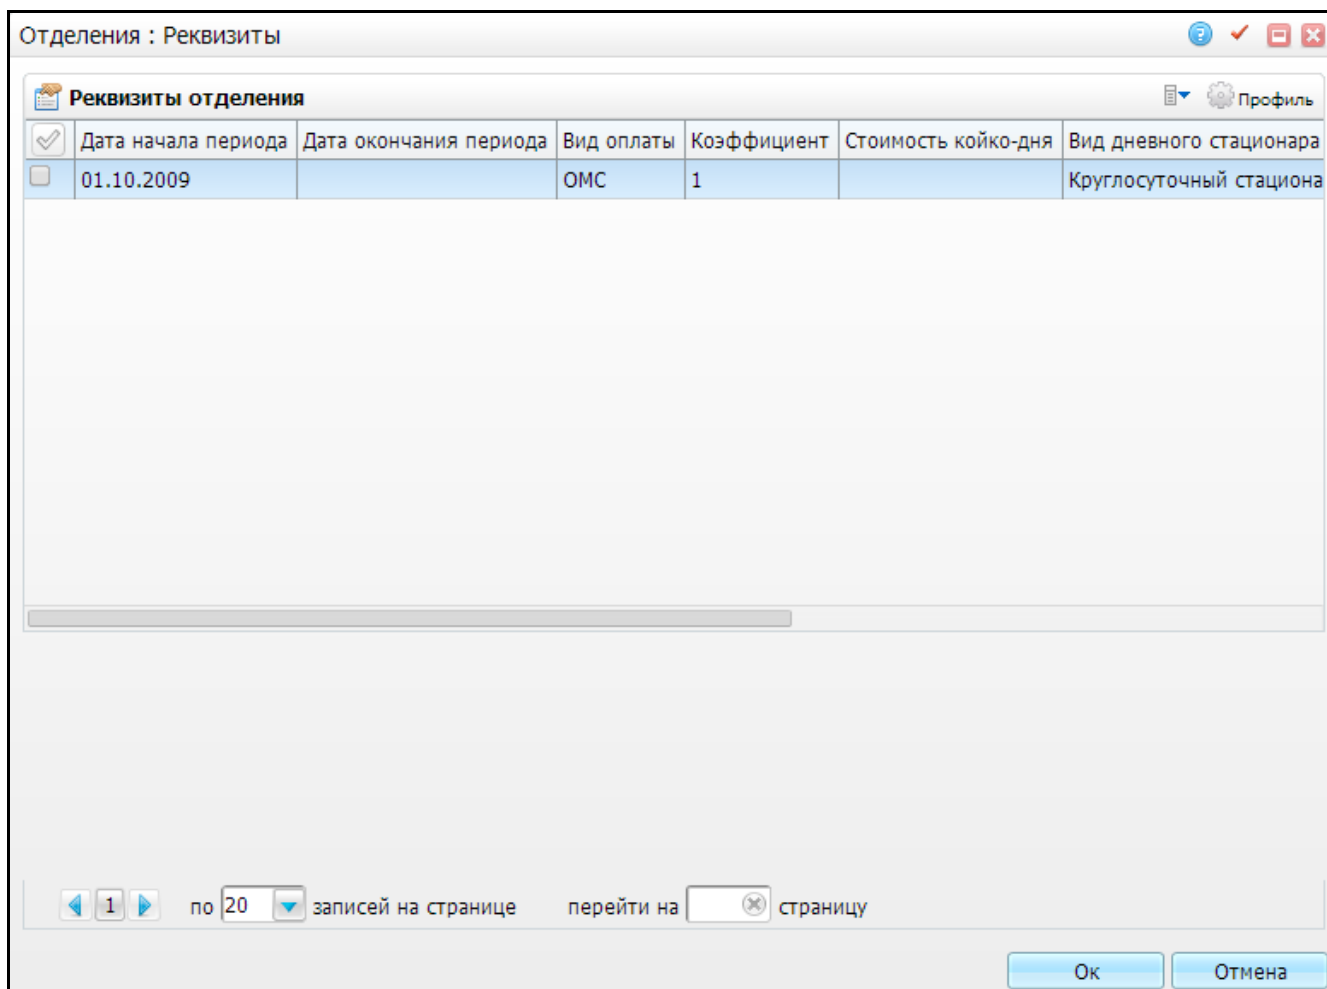 Отделения : Реквизиты
Реквизиты отделения Профиль
Дата начала периода Дата окончания периода Вид оплаты Коэффициент Стоимость койко-дня Вид дневного стационара
01.10.2009 ОМС 1 Круглосуточный стациона
1 по 20 записей на странице перейти на страницу
Ок Отмена